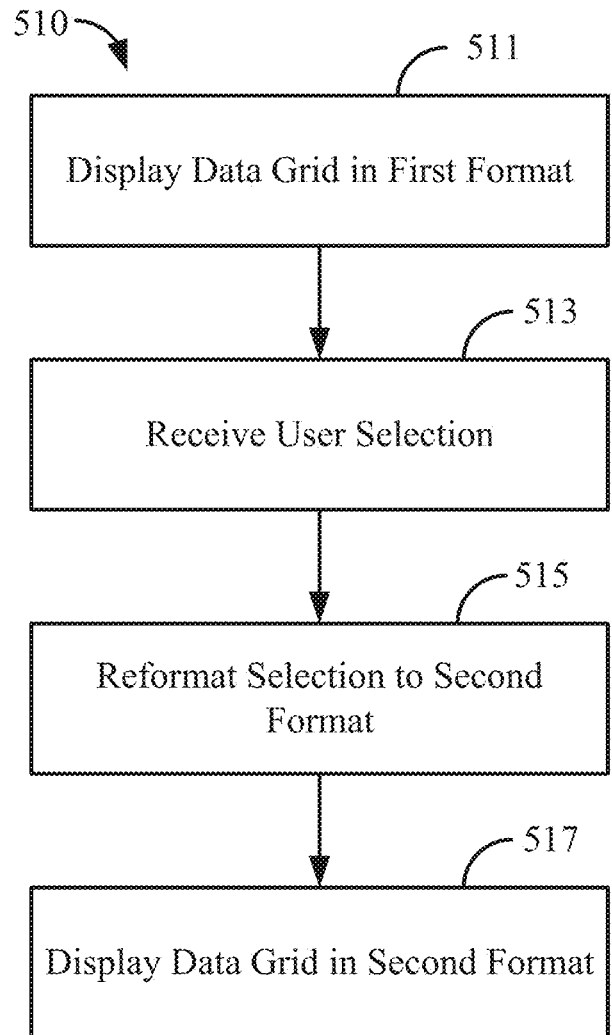 510
511
Display Data Grid in First Format
513
Receive User Selection
515
Reformat Selection to Second
Format
517
Display Data Grid in Second Format